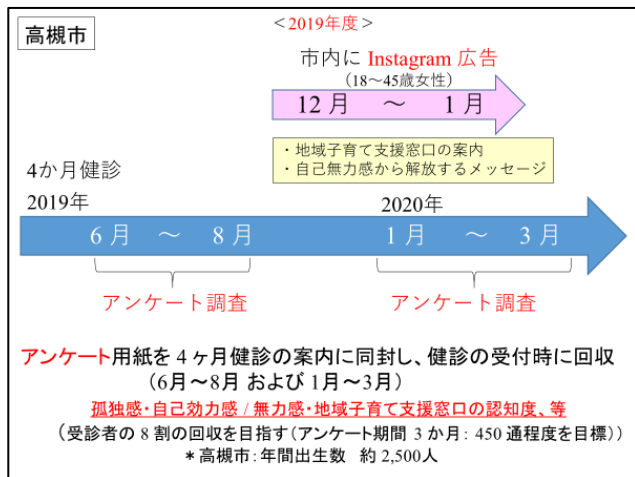 高槻市
＜2019年度＞
市内に Instagram 広告
（18～45歳女性）
12 月 ～ 1 月
・地域子育て支援窓口の案内
・自己無力感から解放するメッセージ
4か月健診
2019年
2020年
6 月 ～ 8 月
1 月 ～ 3 月
アンケート調査
アンケート調査
アンケート用紙を 4 ヶ月健診の案内に同封し、健診の受付時に回収
（6月～8月 および 1月～3月）
孤独感・自己効力感 / 無力感・地域子育て支援窓口の認知度、等
（受診者の 8 割の回収を目指す（アンケート期間 3 か月： 450 通程度を目標））
＊高槻市：年間出生数 約 2,500人